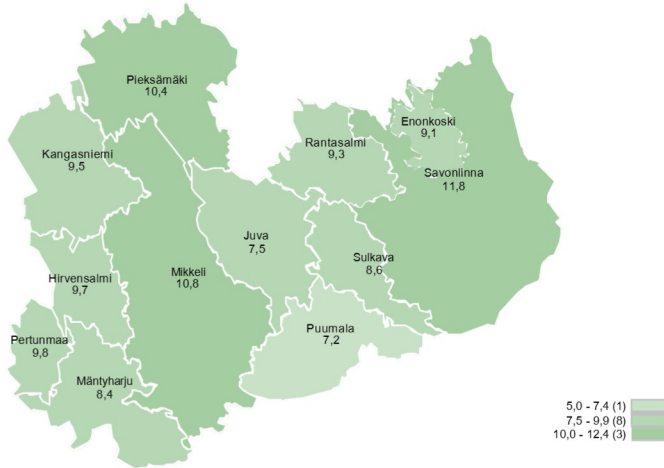 Pieksämäki
10,4
Enonkoski
9,1
Rantasalmi
9,3
Kangasniemi
9,5
Savonlinna
11,8
Juva
7,5
Sulkava
8,6
Mikkeli
10,8
Hirvensalmi
9,7
Puumala
7,2
Pertunmaa
9,8
Mäntyharju
8,4
5,0 - 7,4 (1)
7,5 - 9,9 (8)
10,0 - 12,4 (3)